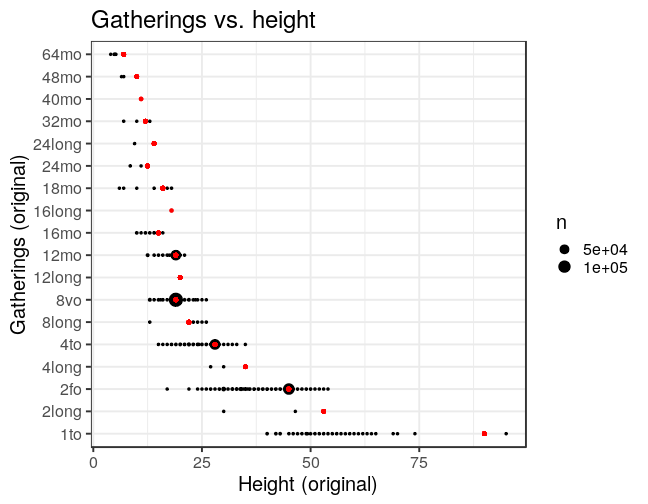 Gatherings vs. height
Gatherings (original)
64mo
48mo
40mo
32mo
24long
24mo
18mo
16long
16mo
12mo
12long
8vo
8long
4to
4long
2fo
2long
1to
0
25
50
75
Height (original)
n
5e+04
1e+05